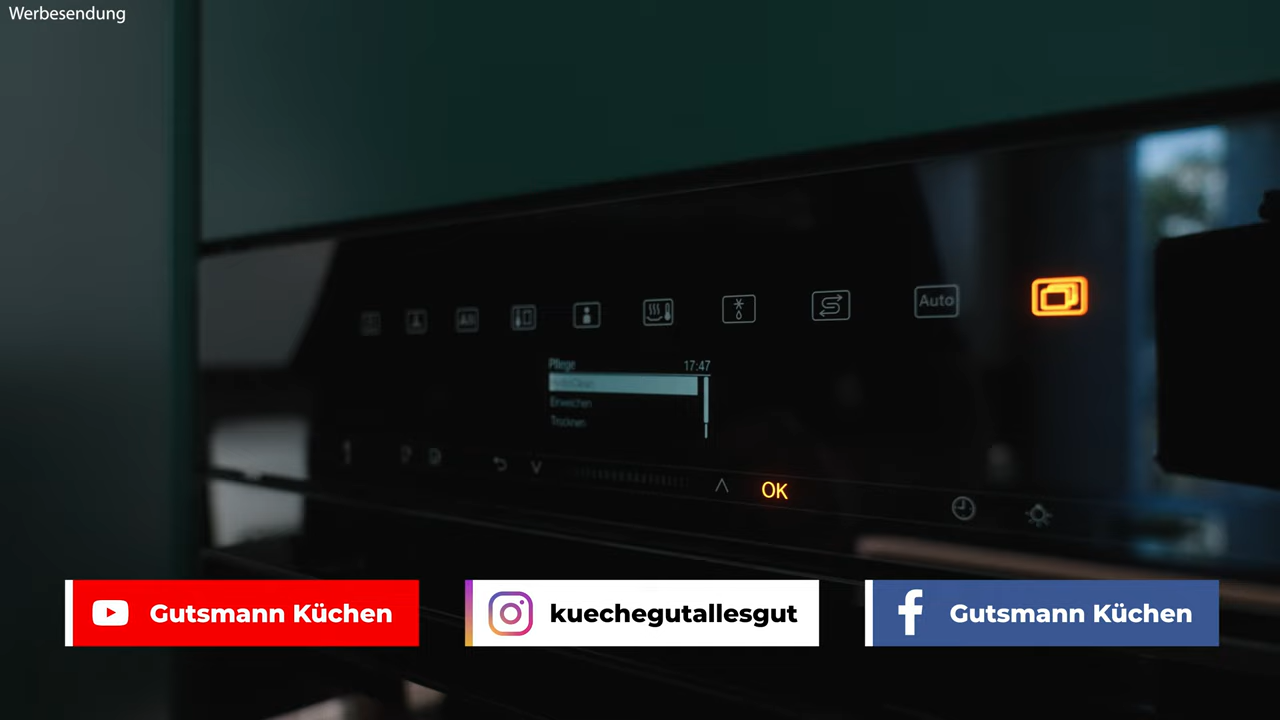 Werbesendung
Auto
Pflege 17:47
Erweichen
Trocknen
OK
Gutsmann Küchen
kuechegutallesgut
Gutsmann Küchen